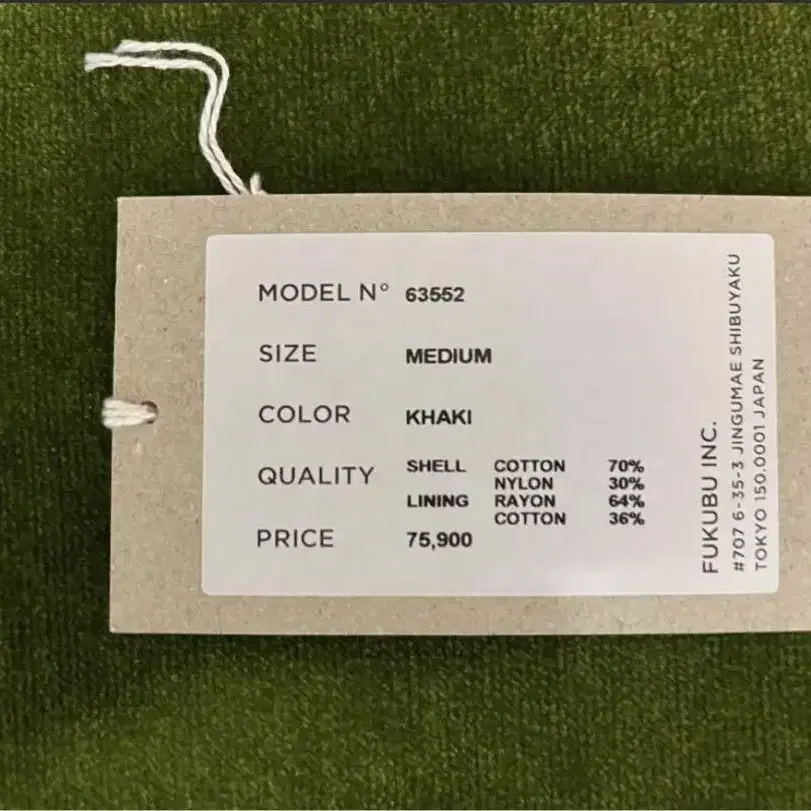 MODEL N° 63552
SIZE MEDIUM
COLOR KHAKI
QUALITY SHELL COTTON 70%
NYLON 30%
LINING RAYON 64%
COTTON 36%
PRICE 75,900
FUKUBU INC.
#707 6-35-3 JINGUMAE SHIBUYAKU
TOKYO 150.0001 JAPAN